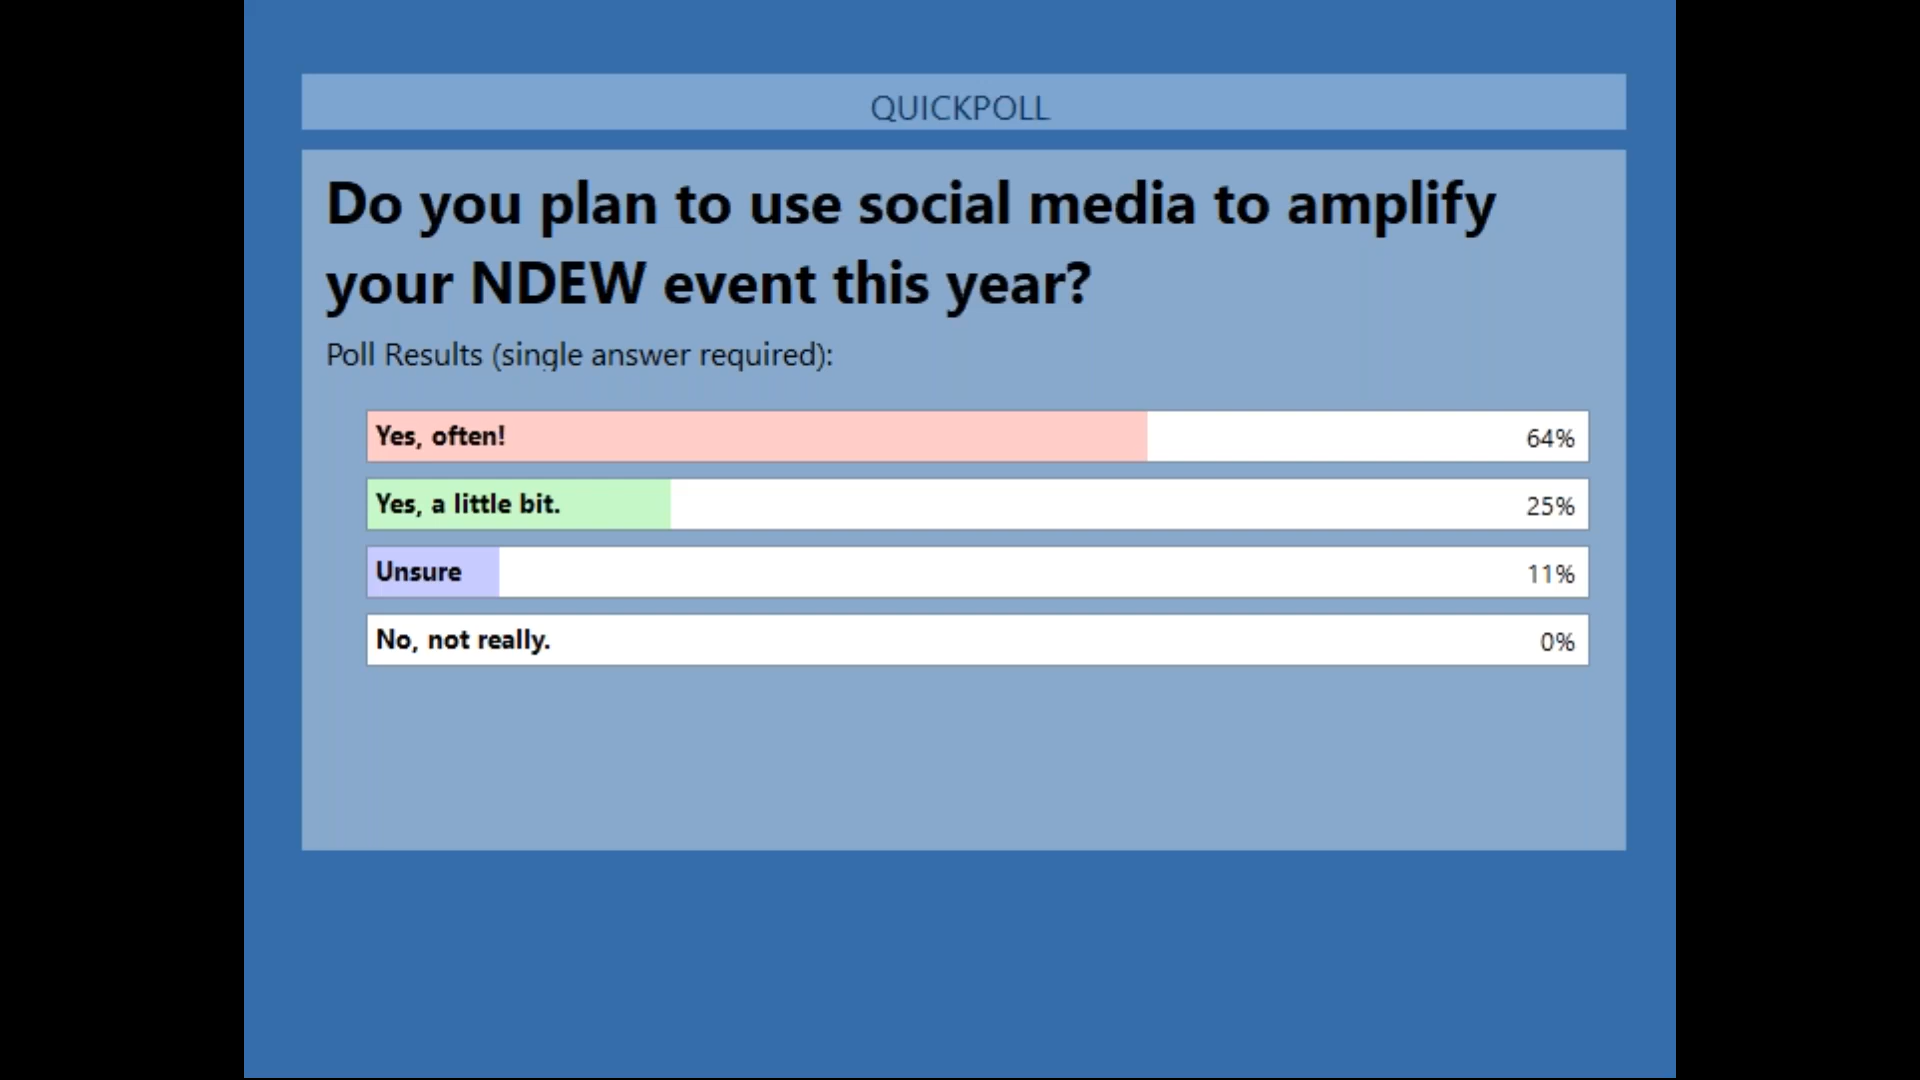 QUICKPOLL
Do you plan to use social media to amplify
your NDEW event this year?
Poll Results (single answer required):
Yes, often! 64%
Yes, a little bit. 25%
Unsure 11%
No, not really. 0%